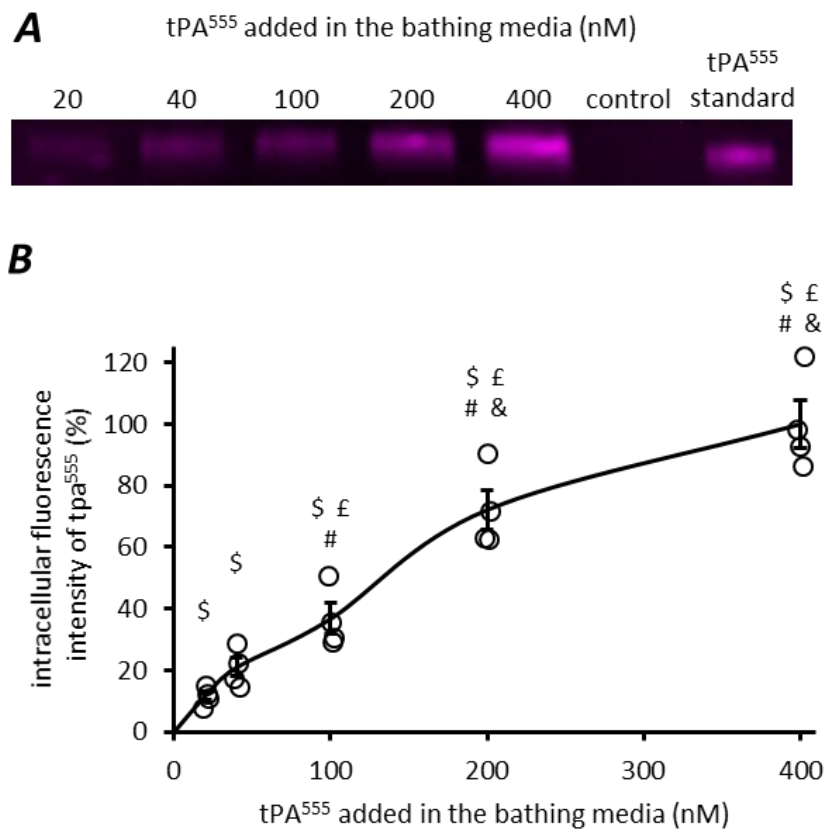 A
tPA⁵⁵⁵ added in the bathing media (nM)
20 40 100 200 400 control tPA⁵⁵⁵ standard
B
intracellular fluorescence
intensity of tpa⁵⁵⁵ (%)
120
100
80
60
40
20
0
$
$
$ £
#
$ £
# &
$ £
# &
0 100 200 300 400
tPA⁵⁵⁵ added in the bathing media (nM)